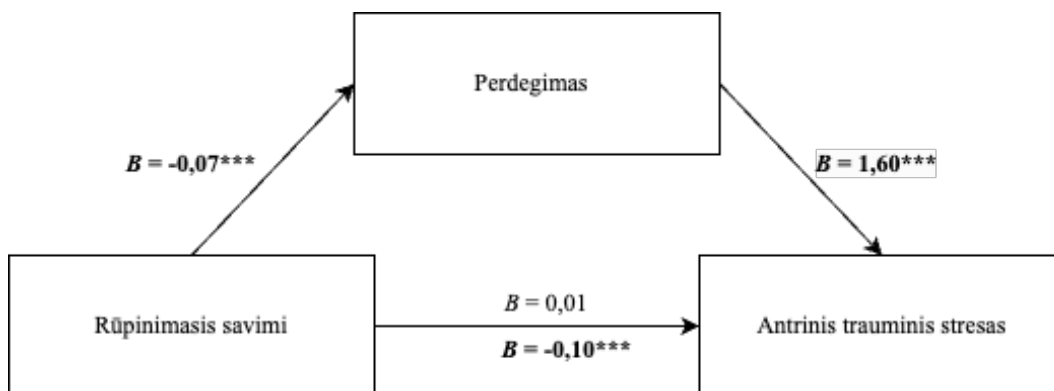 Perdegimas
B = -0,07***
B = 1,60***
Rūpinimasis savimi
B = 0,01
B = -0,10***
Antrinis trauminis stresas